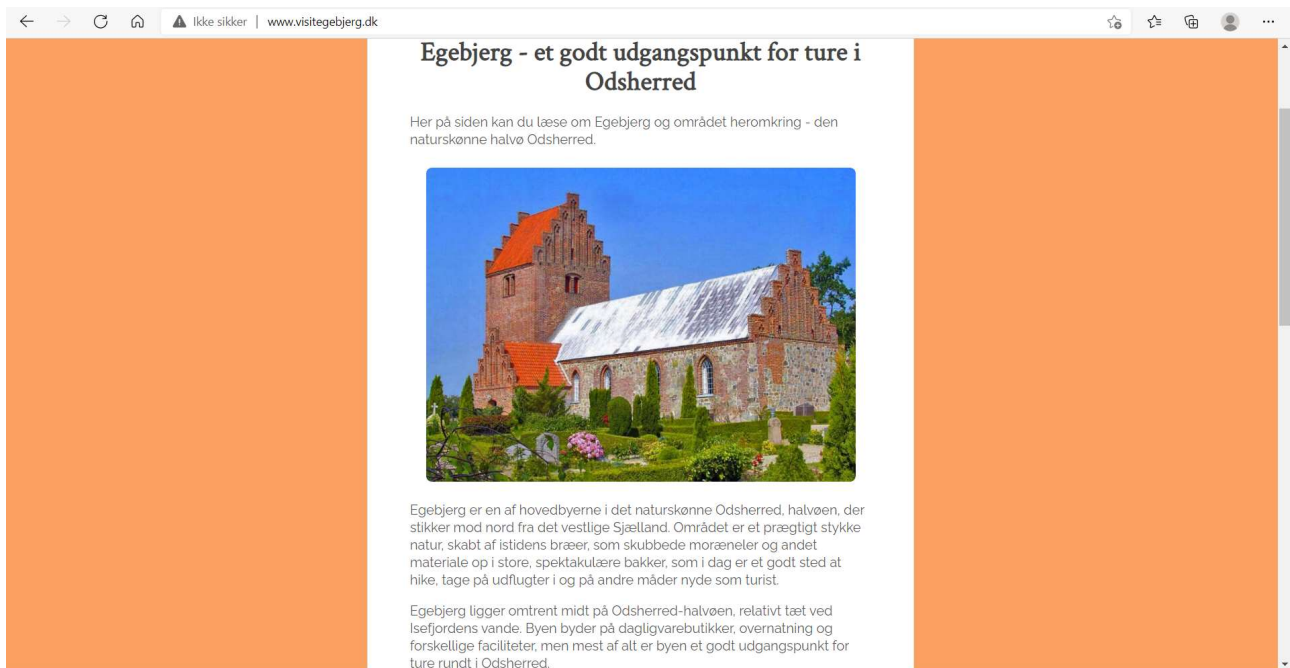 Ikke sikker | www.visitegebjerg.dk
Egebjerg - et godt udgangspunkt for ture i
Odsherred
Her på siden kan du læse om Egebjerg og området heromkring - den
naturskønne halvø Odsherred.
Egebjerg er en af hovedbyerne i det naturskønne Odsherred, halvøen, der
stikker mod nord fra det vestlige Sjælland. Området er et prægtigt stykke
natur, skabt af istidens bræer, som skubbede moræneler og andet
materiale op i store, spektakulære bakker, som i dag er et godt sted at
hike, tage på udflugter i og på andre måder nyde som turist.
Egebjerg ligger omtrent midt på Odsherred-halvøen, relativt tæt ved
Isefjordens vande. Byen byder på dagligvarebutikker, overnatning og
forskellige faciliteter, men mest af alt er byen et godt udgangspunkt for
ture rundt i Odsherred.